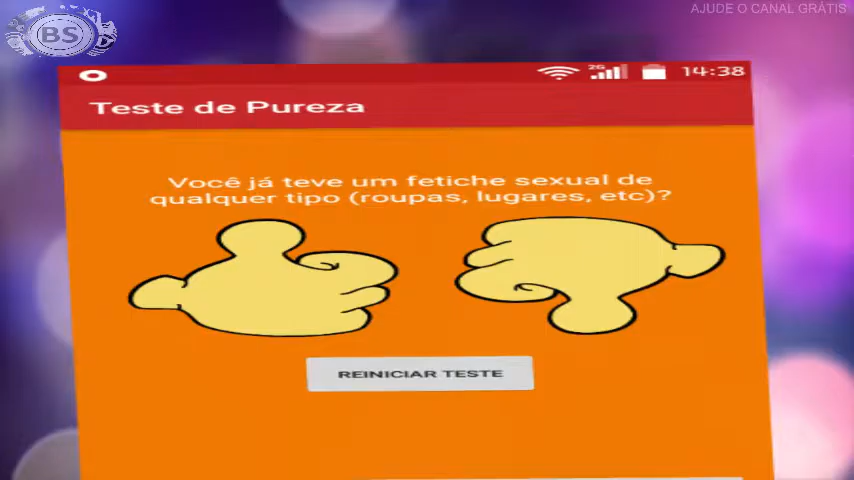 AJUDE O CANAL GRÁTIS
BS
2G
14:38
Teste de Pureza
Você já teve um fetiche sexual de
qualquer tipo (roupas, lugares, etc)?
REINICIAR TESTE